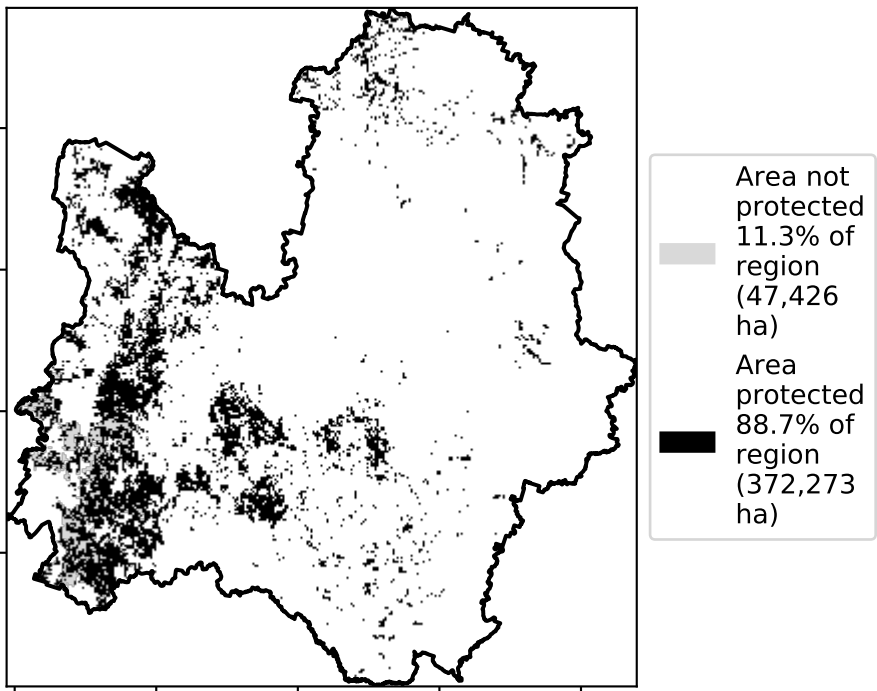 Area not
protected
11.3% of
region
(47,426
ha)
Area
protected
88.7% of
region
(372,273
ha)